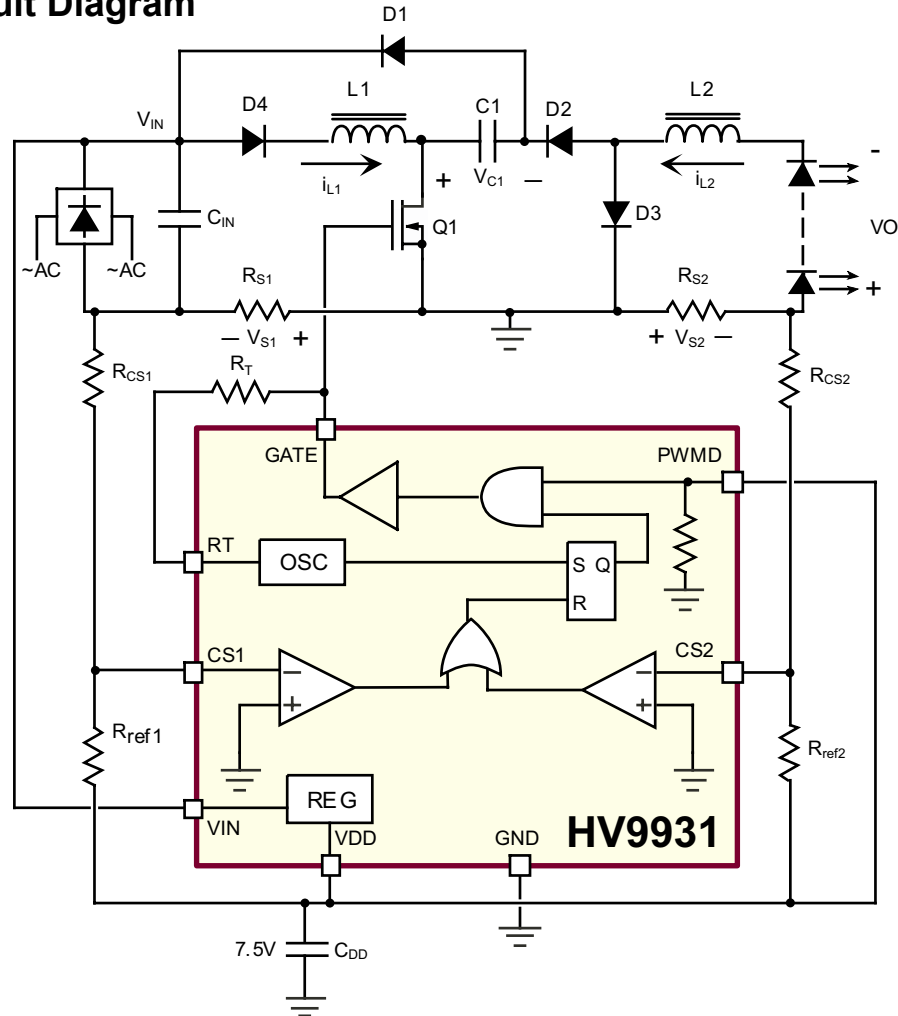 uit Diagram
D1
D4
L1
C1
D2
L2
VIN
iL1
+
VC1
–
iL2
-
CIN
Q1
D3
VO
~AC
~AC
RS1
RS2
+
– VS1 +
+ VS2 –
RCS1
RT
RCS2
GATE
PWMD
RT
OSC
S Q
R
CS1
CS2
–
+
–
+
Rref1
Rref2
REG
VIN
VDD
GND
HV9931
7.5V
CDD